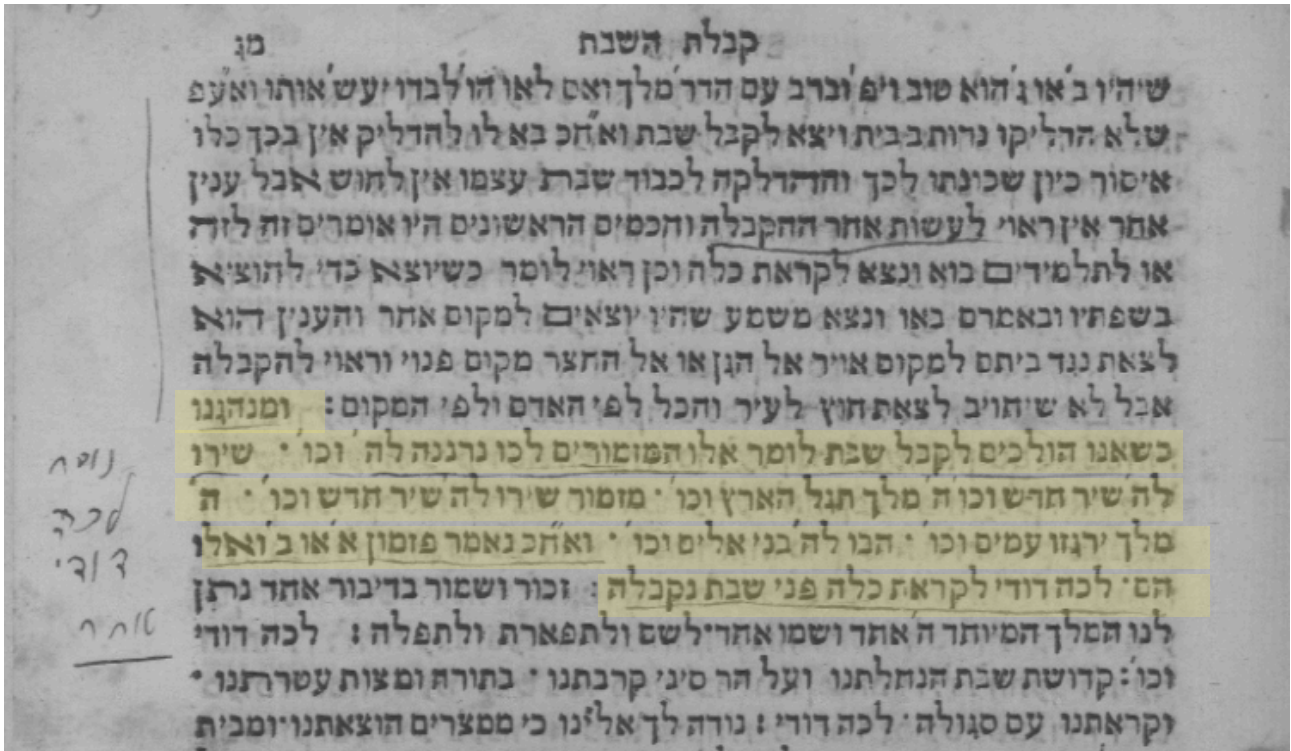 קבלת השבת מג
שיהיו ב'או ג'הוא טוב ויפ'וברב עם הדר'מלך ואם לאו הו'לבדו יעש'אותו ואע"פ
שלא הדליקו נרות בבית ויצא לקבל שבת ואח"כ בא לו להדליק אין בכך כלו'
איסור כיון שכונתו לכך וההדלקה לכבוד שבת עצמו אין לחוש אבל ענין
אחר אין ראוי לעשות אחר ההקבלה והחכמים הראשונים היו אומרים זה לזה
או לתלמידים בוא ונצא לקראת כלה וכן ראוי לומר כשיוצא כדי להוציא
בשפתיו ובאמרם באו ונצא משמע שהיו יוצאים למקום אחר והענין הוא
לצאת נגד ביתם למקום אויר אל הגן או אל החצר מקום פנוי וראוי להקבלה
אבל לא שיחויב לצאת חוץ לעיר והכל לפי האדם ולפי המקום : ומנהגנו
כשאנו הולכים לקבל שבת לומר אלו המזמורים לכו נרננה לה' וכו' · שירו
לה'שיר חדש וכו'ה' מלך תגל הארץ וכו' · מזמור שירו לה'שיר חדש וכו' · ה'
מלך ירגזו עמים וכו' · הבו לה'בני אלים וכו' · ואח"כ נאמר פזמון א'או ב'ואלו
הם · לכה דודי לקראת כלה פני שבת נקבלה : זכור ושמור בדיבור אחד נתן
לנו המלך המיוחד ה'אחד ושמו אחד לשם ולתפארת ולתפלה : לכה דודי
וכו' : קדושת שבת הנחלתנו ועל הר סיני קרבתנו · בתורה ומצות עטרתנו ·
וקראתנו עם סגולה · לכה דודי : נודה לך אלינו כי ממצרים הוצאתנו ומבית
נוסח
לכה
דודי
אחר